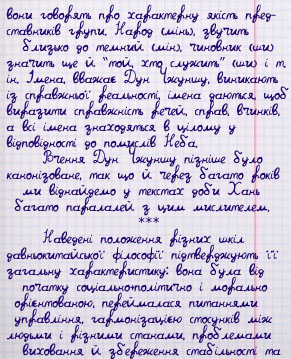 вони говорять про характерну якість пред-
ставників групи. Народ (мінь), звучить
близько до темний (мін), чиновник (ши)
значить ще й "той, хто служить" (ши) і т.
ін. Імена, вважає Дун Чжуншу, виникають
із справжньої реальності, імена даються, щоб
виразити справжність речей, справ, вчинків,
а всі імена знаходяться в цілому у
відповідності до помислів Неба.
Вчення Дун Чжуншу пізніше було
канонізоване, так що й через багато років
ми віднайдемо у текстах доби Хань
багато паралелей з цим мислителем.
***
Наведені положення різних шкіл
давньокитайської філософії підтверджують її
загальну характеристику: вона була від
початку соціально-політично і морально
орієнтованою, переймалася питаннями
управління, гармонізацією стосунків між
людьми і різними станами, проблемами
виховання й збереження стабільності та